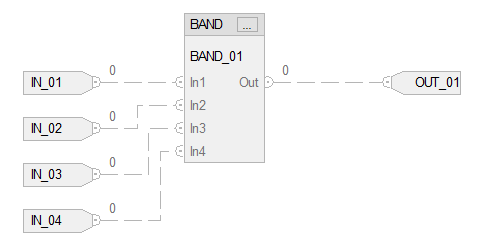 BAND ...
BAND_01
0
IN_01 In1 Out 0 OUT_01
0
IN_02 In2
0
IN_03 In3
0
IN_04 In4